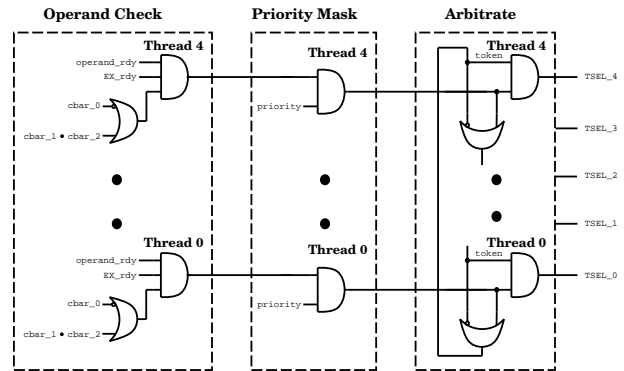 Operand Check Priority Mask Arbitrate
Thread 4 Thread 4 Thread 4
operand_rdy token
EX_rdy TSEL_4
cbar_0 priority
TSEL_3
cbar_1 • cbar_2
TSEL_2
TSEL_1
Thread 0 Thread 0 Thread 0
operand_rdy token
EX_rdy TSEL_0
cbar_0 priority
cbar_1 • cbar_2